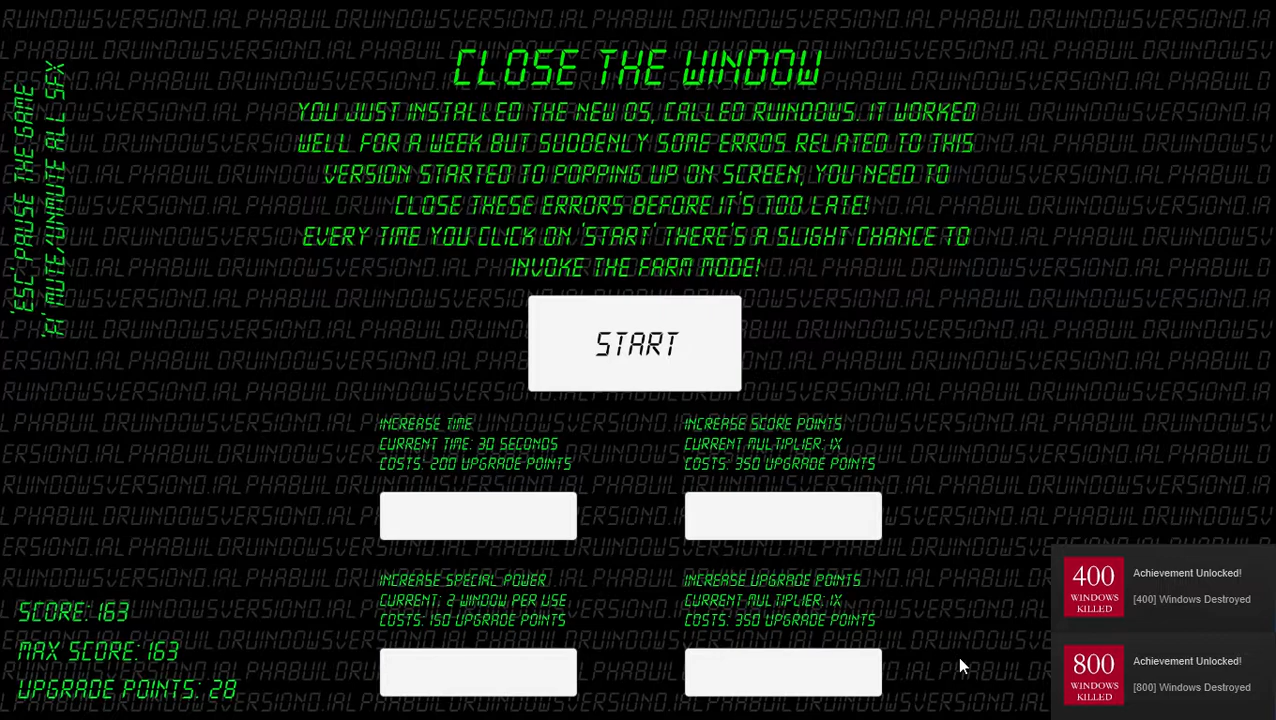 CLOSE THE WINDOW
YOU JUST INSTALLED THE NEW OS, CALLED RUINDOWS. IT WORKED
WELL FOR A WEEK BUT SUDDENLY SOME ERROS RELATED TO THIS
VERSION STARTED TO POPPING UP ON SCREEN, YOU NEED TO
CLOSE THESE ERRORS BEFORE IT'S TOO LATE!
EVERY TIME YOU CLICK ON 'START' THERE'S A SLIGHT CHANCE TO
INVOKE THE FARM MODE!
'ESC' PAUSE THE GAME
'F1' MUTE/UNMUTE ALL SFX
START
INCREASE TIME
CURRENT TIME: 30 SECONDS
COSTS: 200 UPGRADE POINTS
INCREASE SCORE POINTS
CURRENT MULTIPLIER: 1X
COSTS: 350 UPGRADE POINTS
INCREASE SPECIAL POWER
CURRENT: 2 WINDOW PER USE
COSTS: 150 UPGRADE POINTS
INCREASE UPGRADE POINTS
CURRENT MULTIPLIER: 1X
COSTS: 350 UPGRADE POINTS
SCORE: 163
MAX SCORE: 163
UPGRADE POINTS: 28
400
WINDOWS
KILLED
Achievement Unlocked!
[400] Windows Destroyed
800
WINDOWS
KILLED
Achievement Unlocked!
[800] Windows Destroyed